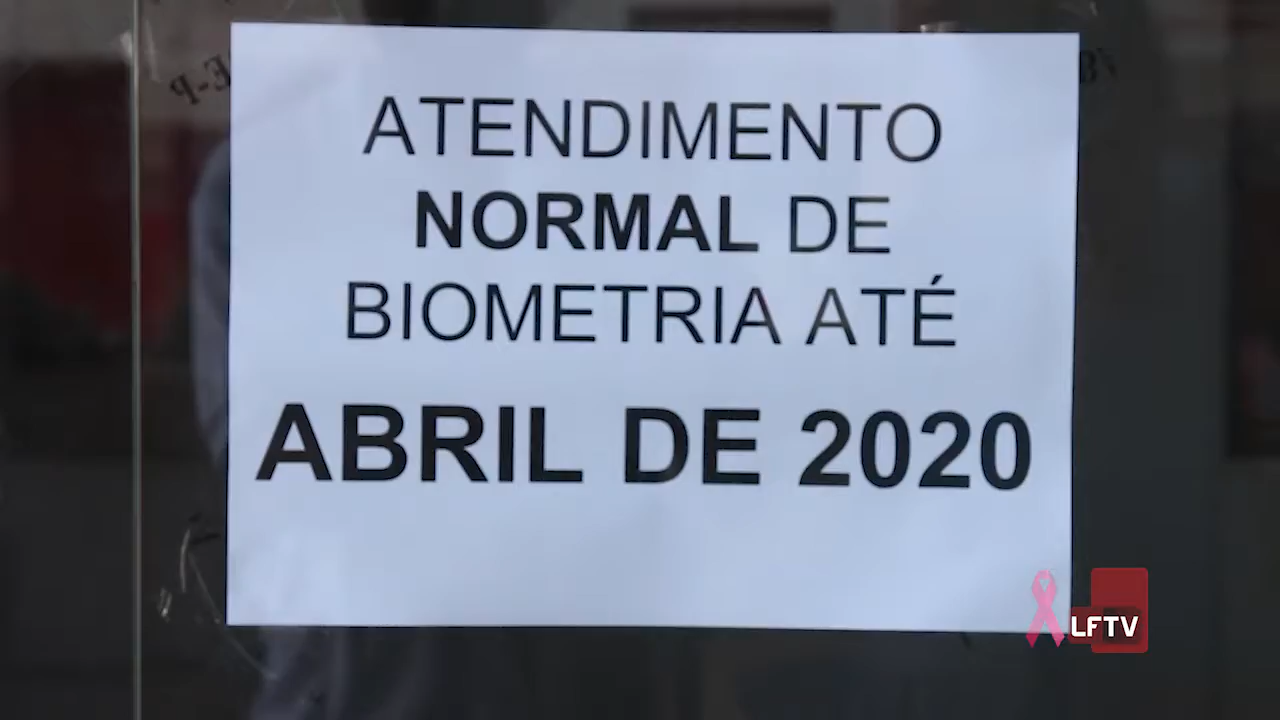 ATENDIMENTO
NORMAL DE
BIOMETRIA ATÉ
ABRIL DE 2020
LFTV